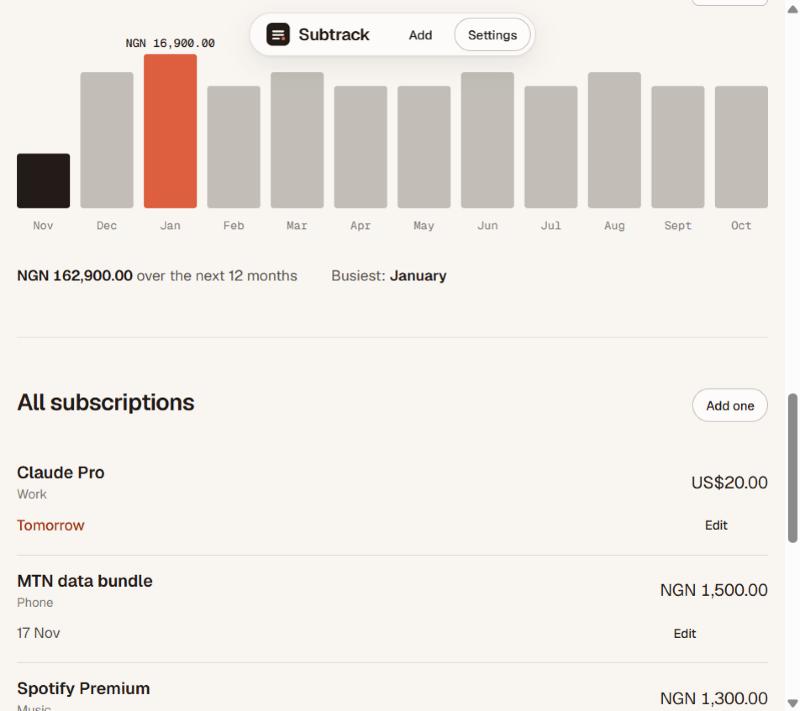 Subtrack Add Settings
NGN 16,900.00
Nov Dec Jan Feb Mar Apr May Jun Jul Aug Sept Oct
NGN 162,900.00 over the next 12 months Busiest: January
All subscriptions
Add one
Claude Pro
US$20.00
Work
Tomorrow
Edit
MTN data bundle
NGN 1,500.00
Phone
17 Nov
Edit
Spotify Premium
NGN 1,300.00
Music